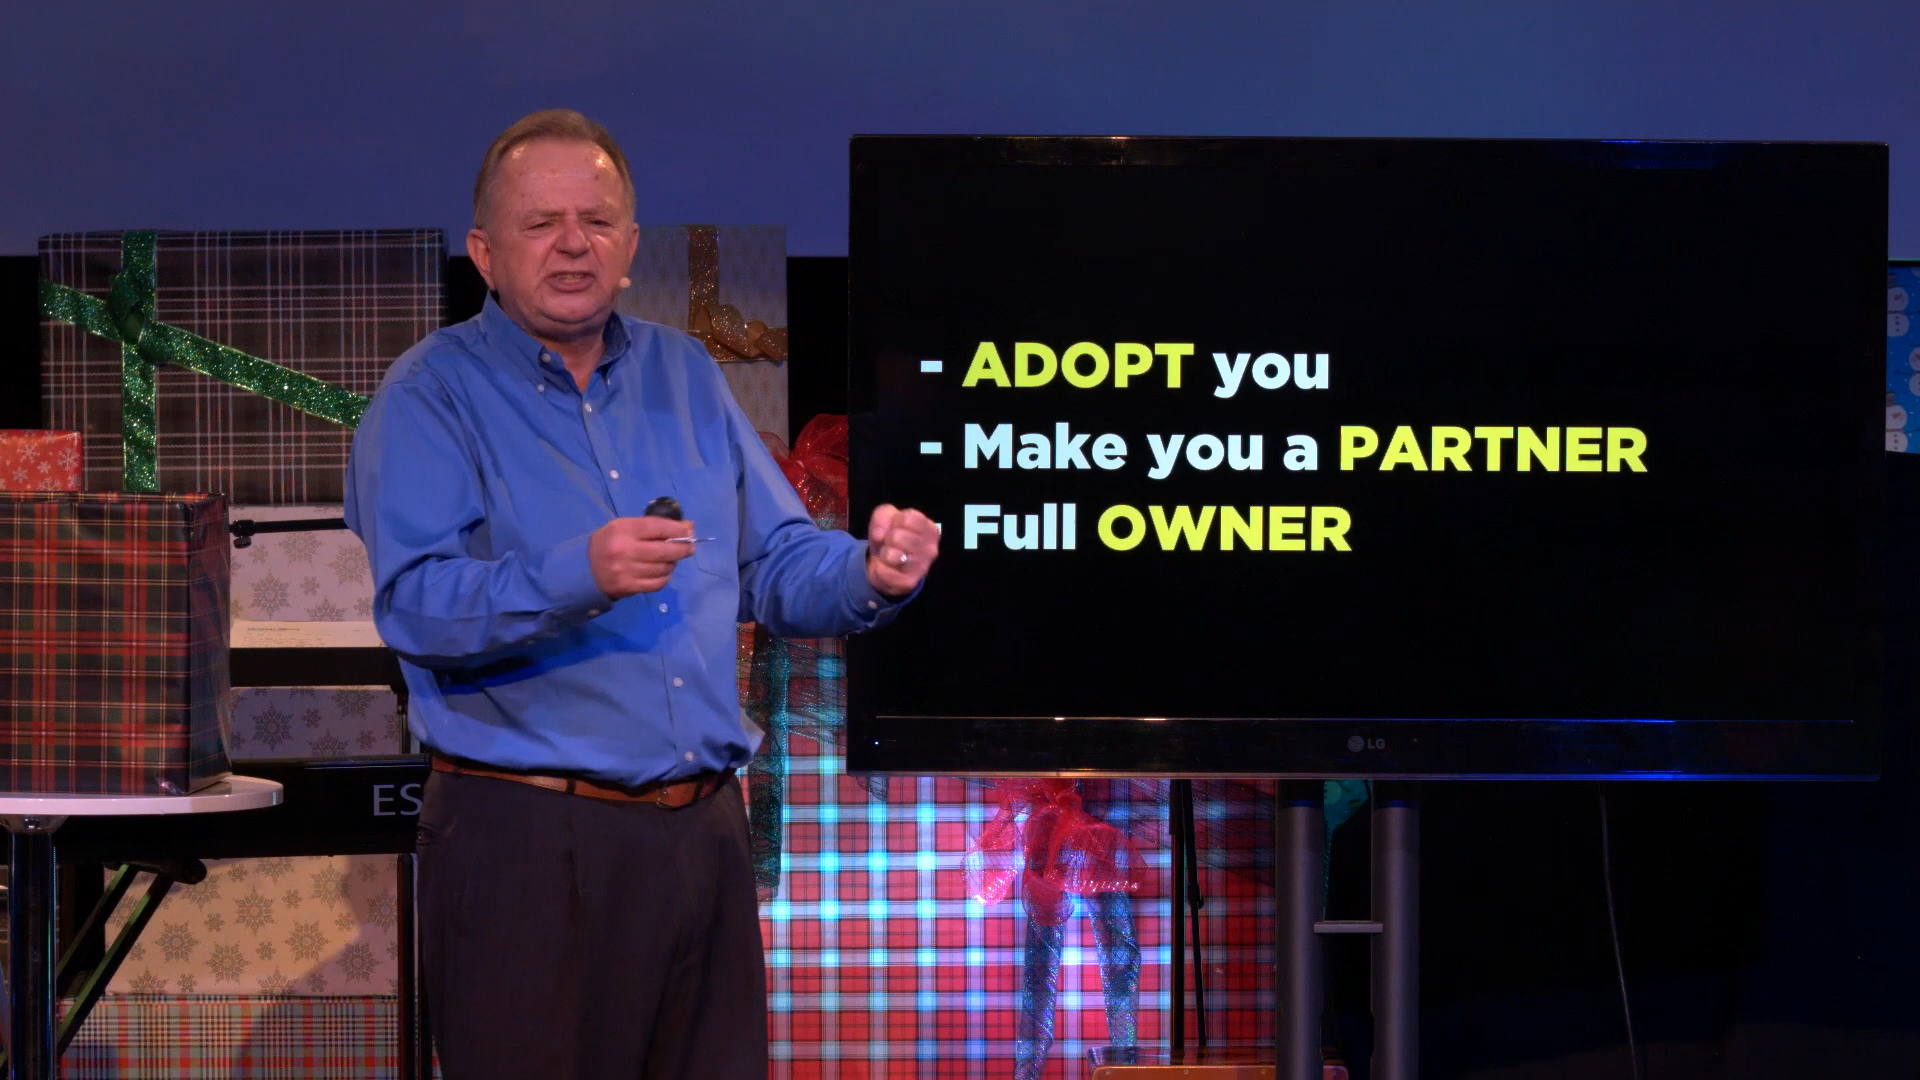 - ADOPT you
- Make you a PARTNER
- Full OWNER
LG
ES